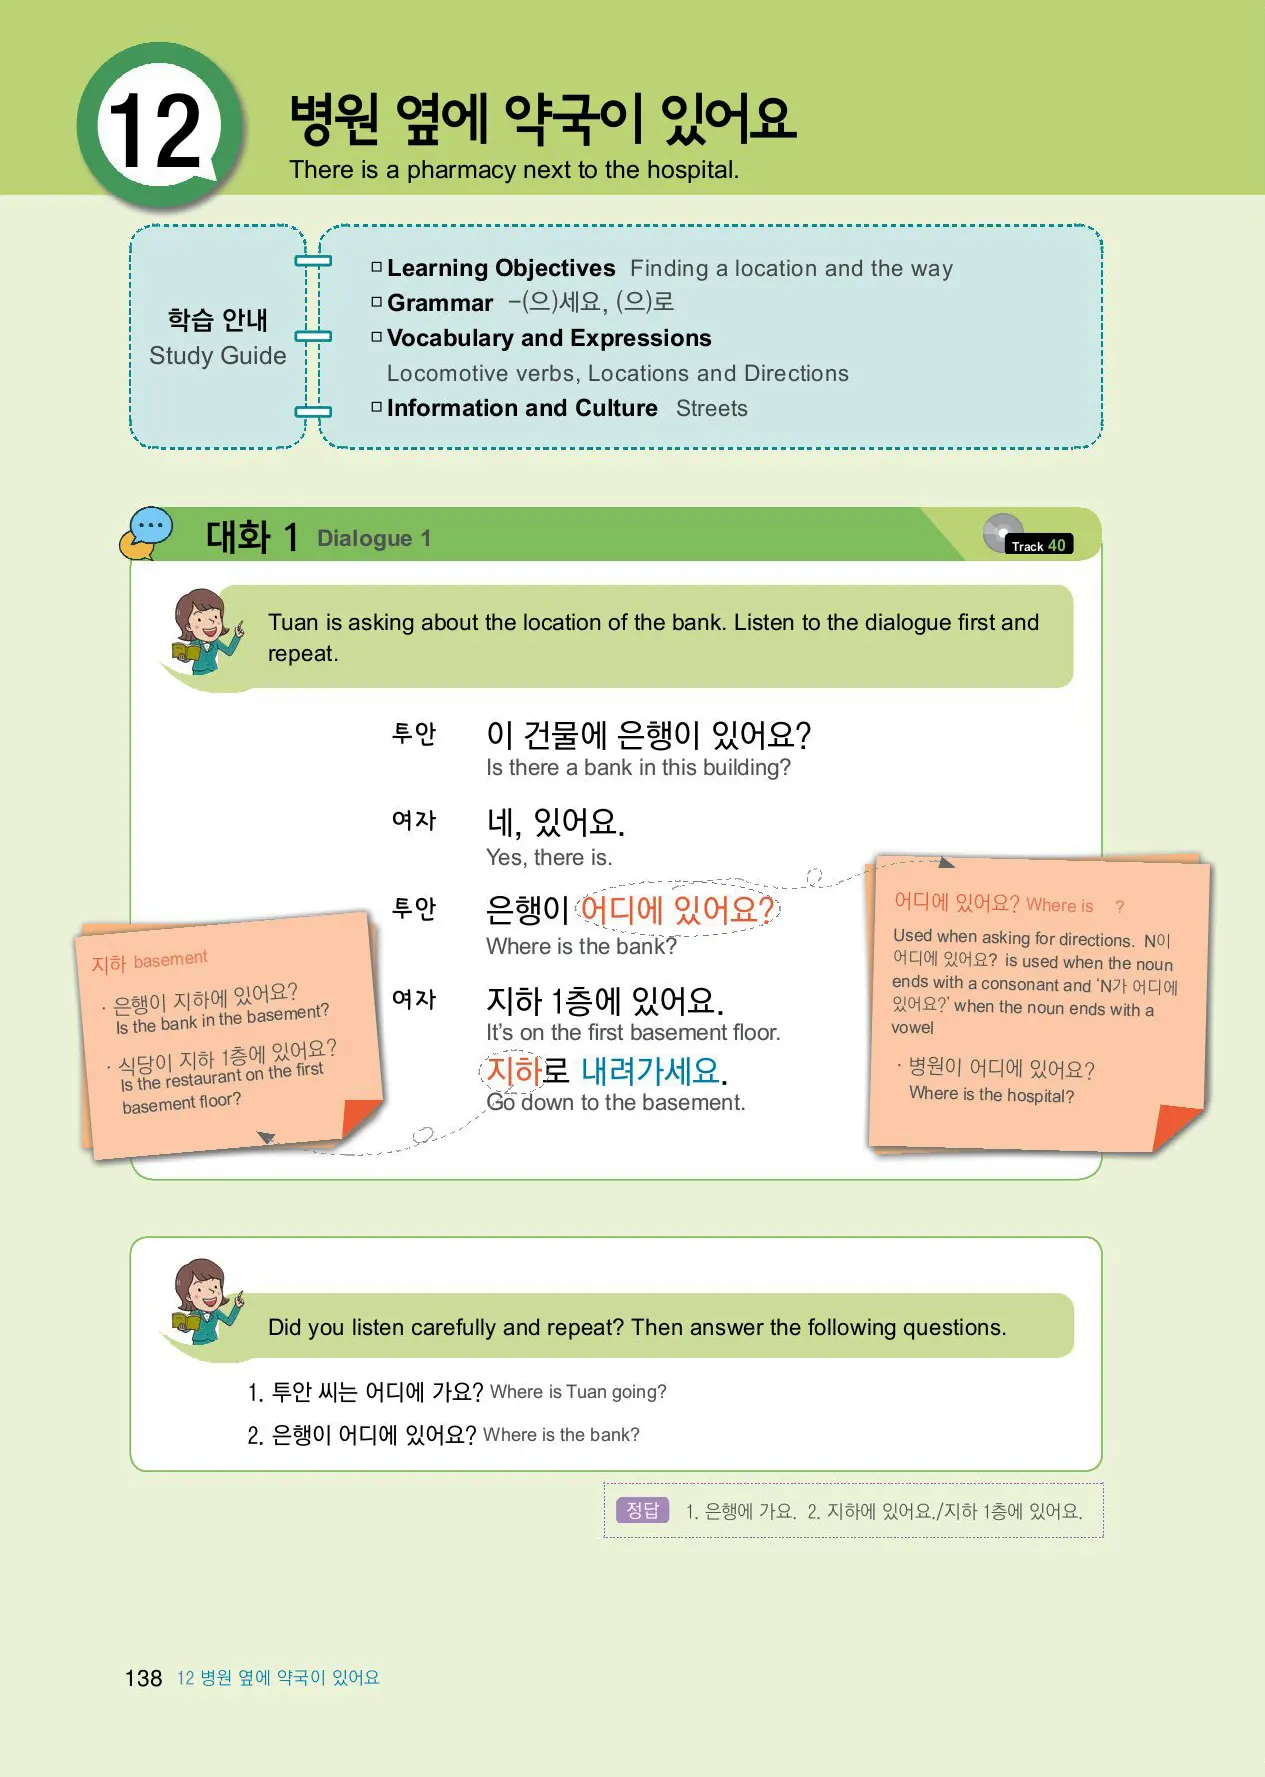 12
병원 옆에 약국이 있어요
There is a pharmacy next to the hospital.
학습 안내
Study Guide
Learning Objectives Finding a location and the way
Grammar -(으)세요, (으)로
Vocabulary and Expressions
Locomotive verbs, Locations and Directions
Information and Culture Streets
대화 1 Dialogue 1
Track 40
Tuan is asking about the location of the bank. Listen to the dialogue first and
repeat.
투안 이 건물에 은행이 있어요?
Is there a bank in this building?
여자 네, 있어요.
Yes, there is.
투안 은행이 어디에 있어요?
Where is the bank?
여자 지하 1층에 있어요.
It's on the first basement floor.
지하로 내려가세요.
Go down to the basement.
지하 basement
· 은행이 지하에 있어요?
Is the bank in the basement?
· 식당이 지하 1층에 있어요?
Is the restaurant on the first
basement floor?
어디에 있어요? Where is ?
Used when asking for directions. N이
어디에 있어요? is used when the noun
ends with a consonant and 'N가 어디에
있어요?' when the noun ends with a
vowel
· 병원이 어디에 있어요?
Where is the hospital?
Did you listen carefully and repeat? Then answer the following questions.
1. 투안 씨는 어디에 가요? Where is Tuan going?
2. 은행이 어디에 있어요? Where is the bank?
정답 1. 은행에 가요. 2. 지하에 있어요./지하 1층에 있어요.
138 12 병원 옆에 약국이 있어요